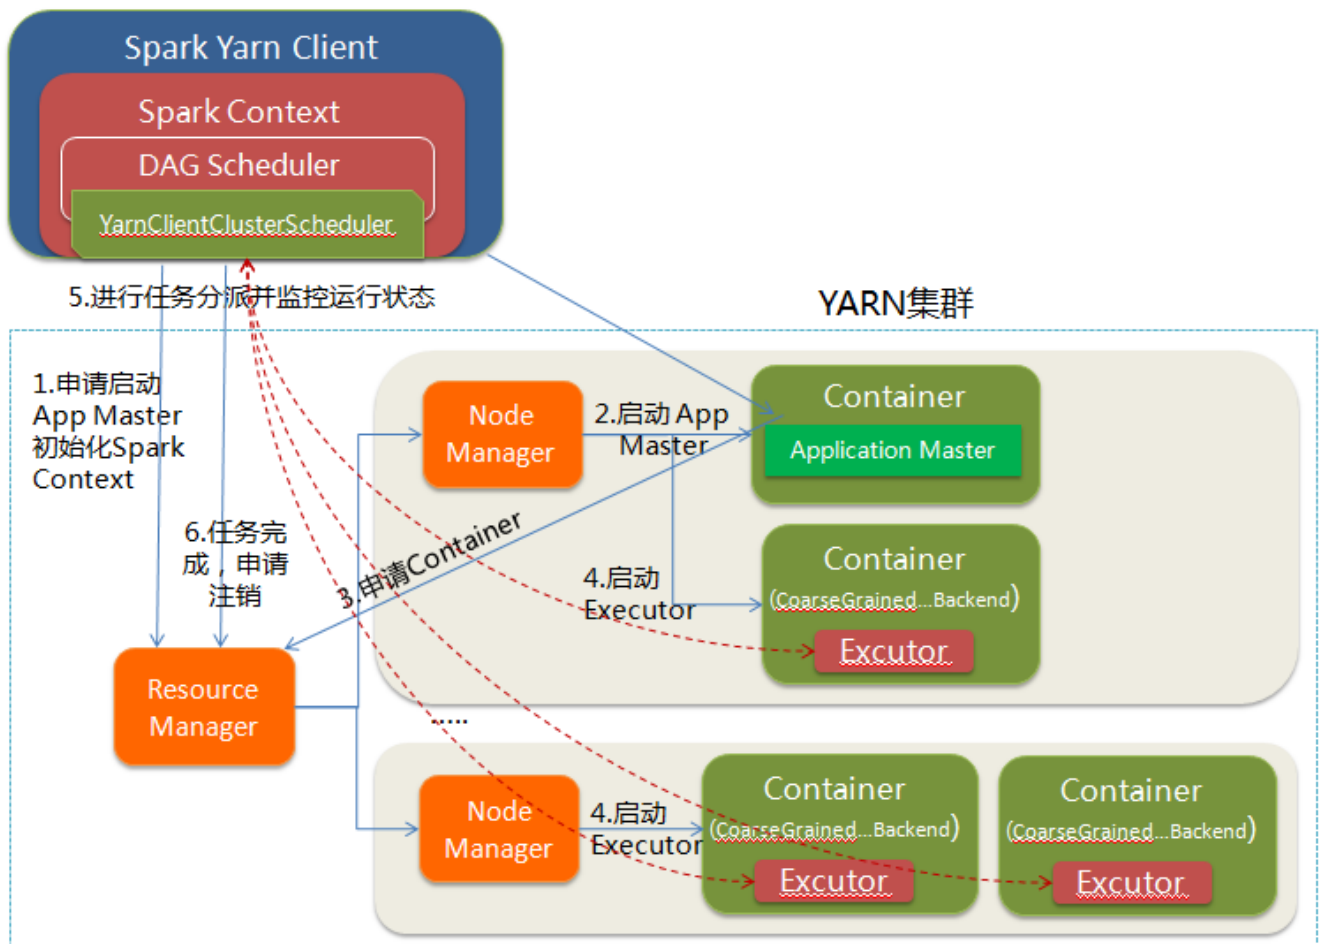 Spark Yarn Client
Spark Context
DAG Scheduler
YarnClientClusterScheduler
5.进行任务分派并监控运行状态
YARN集群
1.申请启动
App Master
初始化Spark
Context
6.任务完
成，申请
注销
3.申请Container
Resource
Manager
Node
Manager
2.启动 App
Master
Container
Application Master
4.启动
Executor
Container
(CoarseGrained...Backend)
Excutor
.....
Node
Manager
4.启动
Executor
Container
(CoarseGrained...Backend)
Excutor
Container
(CoarseGrained...Backend)
Excutor